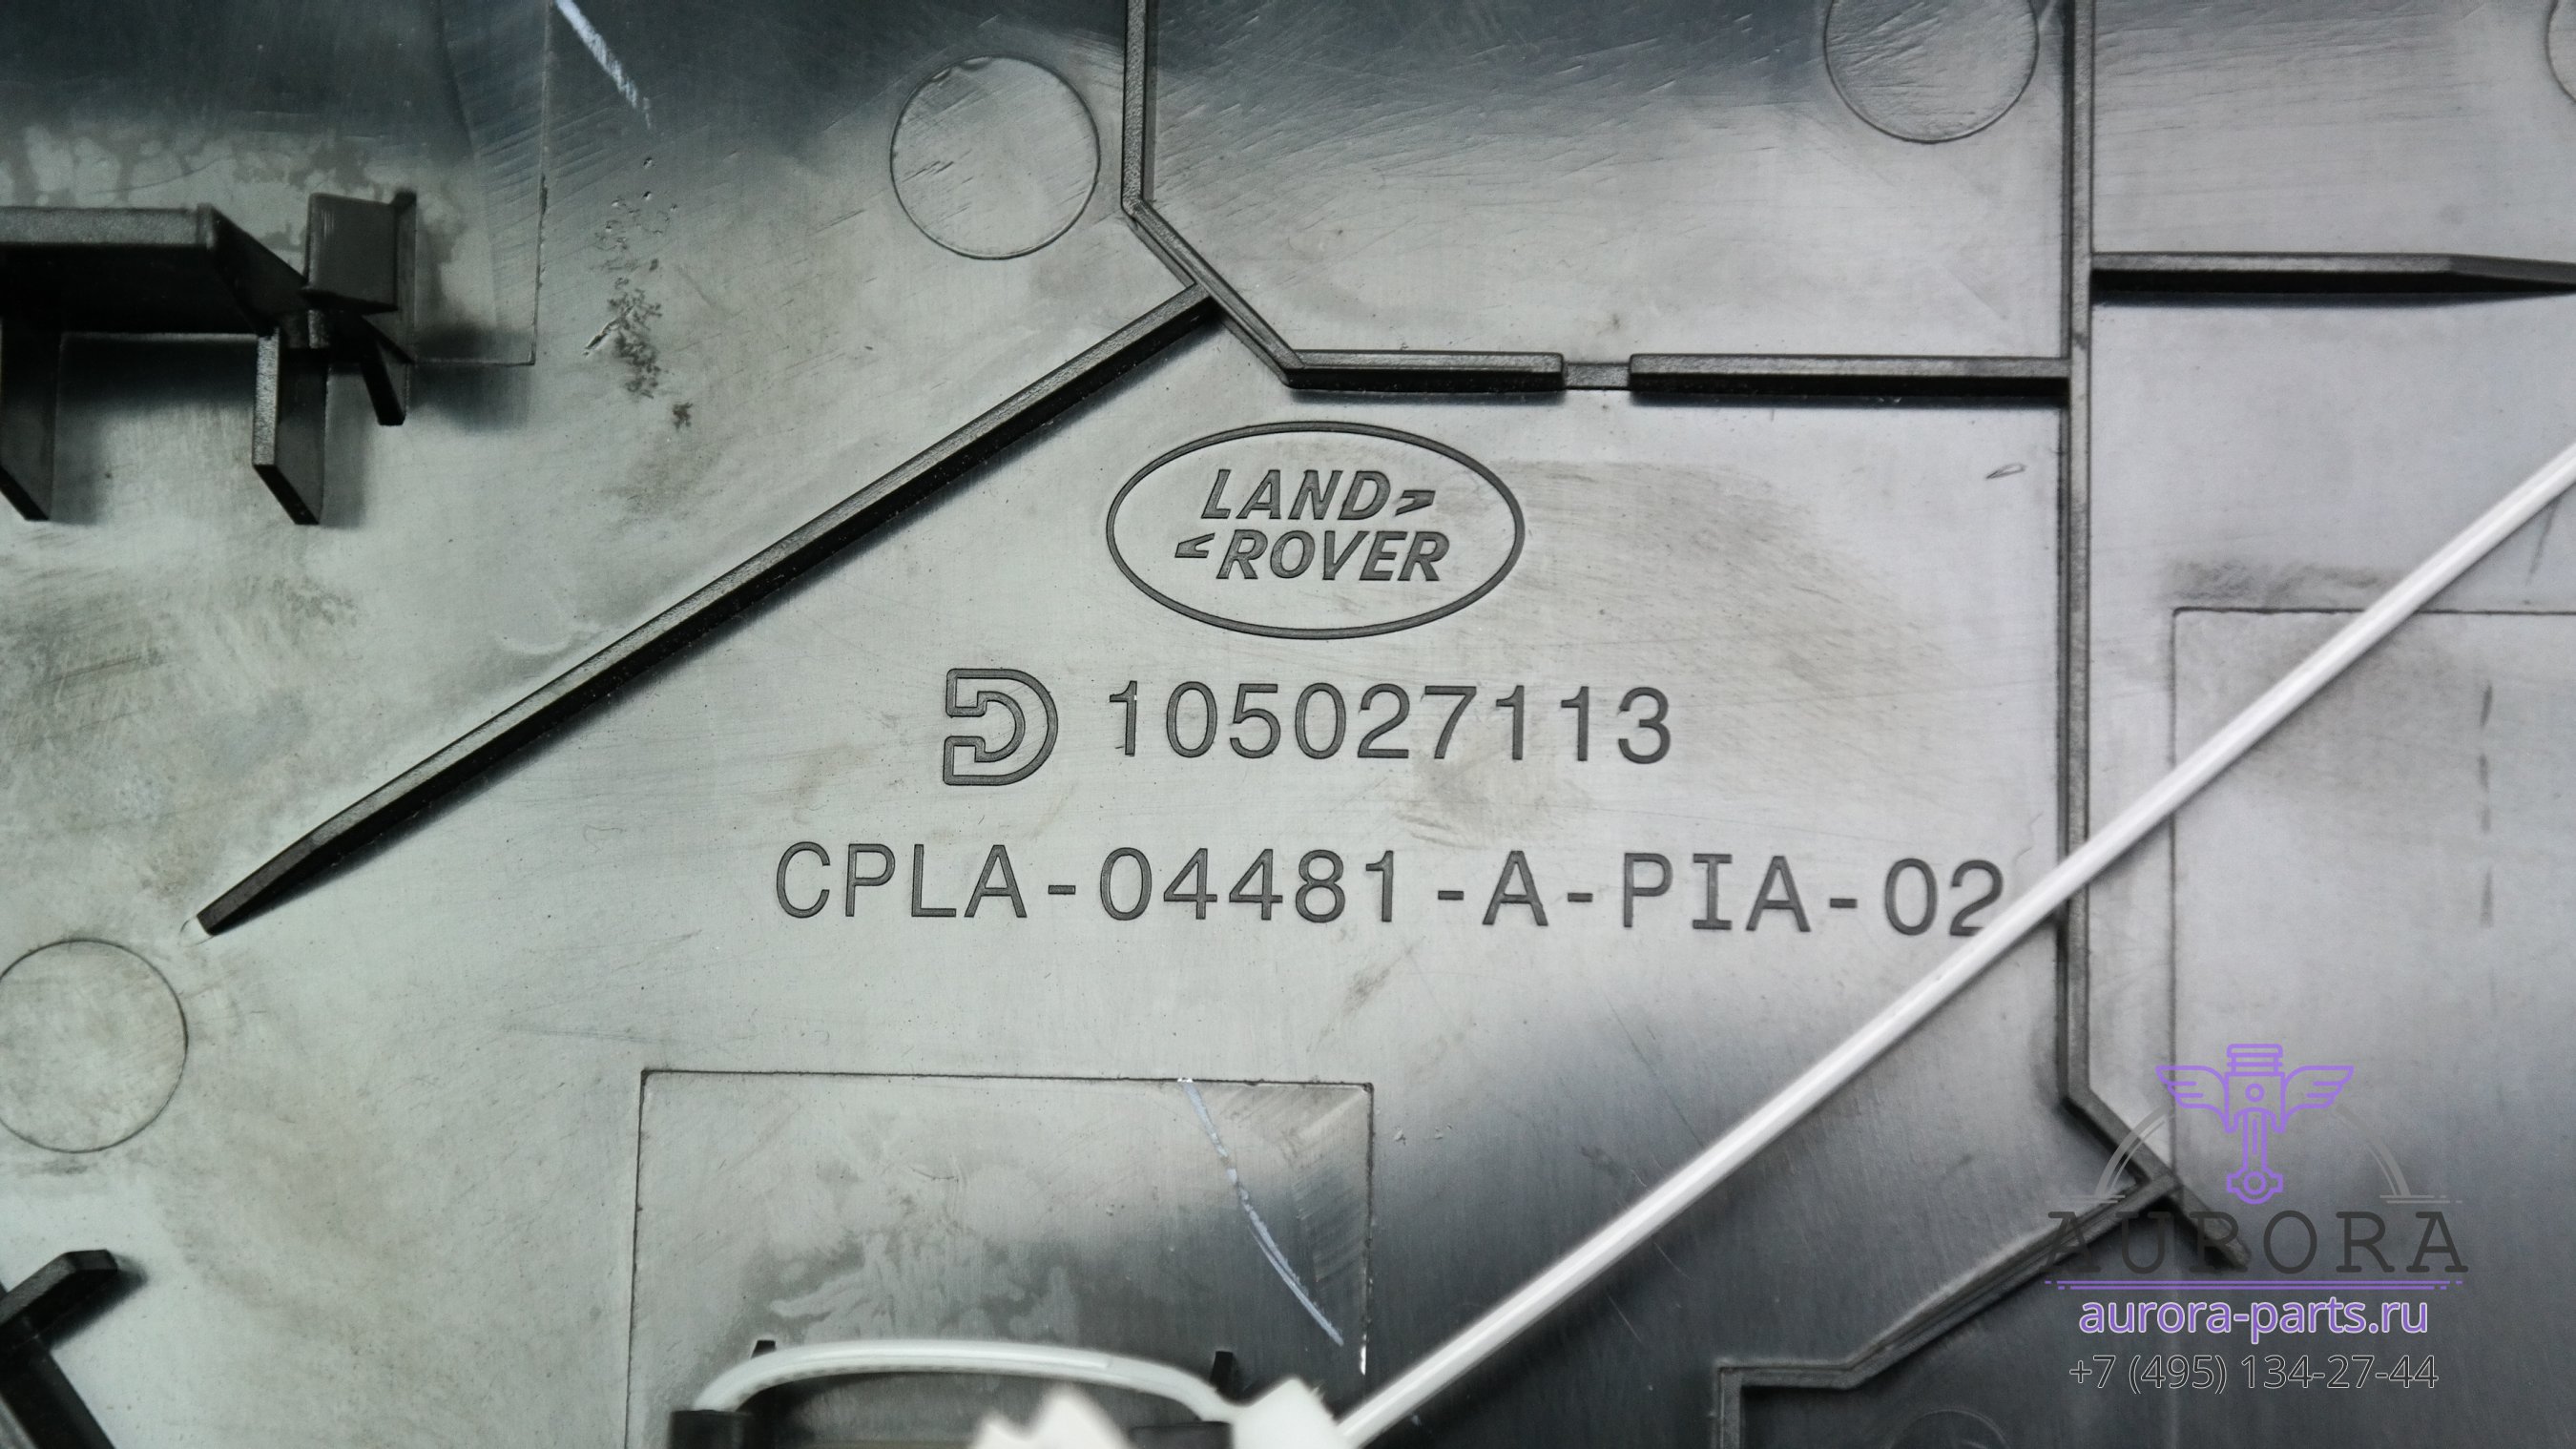 LAND
ROVER
D 105027113
CPLA-04481-A-PIA-02
AURORA
aurora-parts.ru
+7 (495) 134-27-44